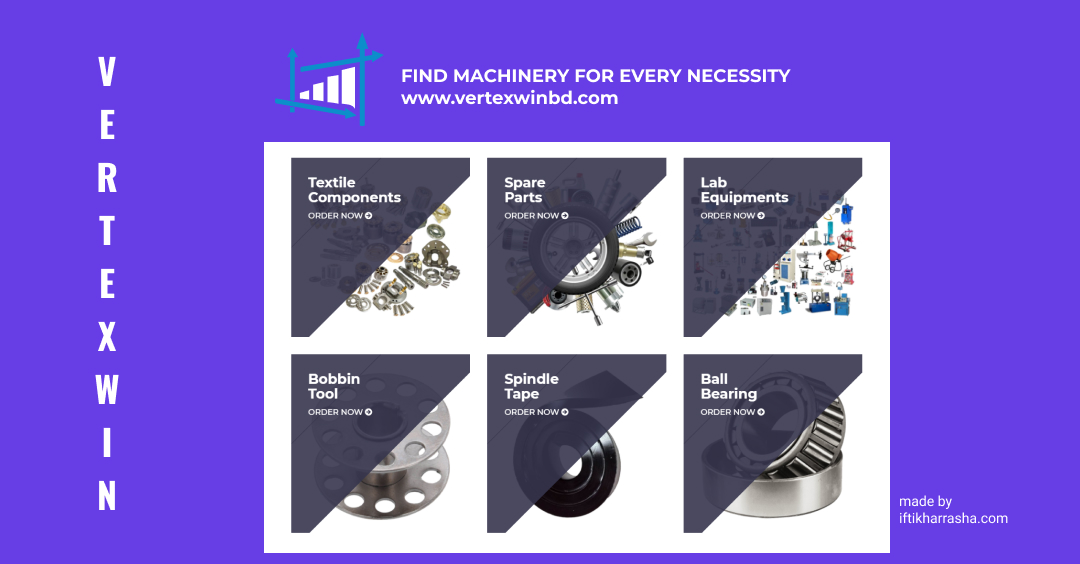 VERTEXWIN
FIND MACHINERY FOR EVERY NECESSITY
www.vertexwinbd.com
Textile
Components
ORDER NOW
Spare
Parts
ORDER NOW
Lab
Equipments
ORDER NOW
Bobbin
Tool
ORDER NOW
Spindle
Tape
ORDER NOW
Ball
Bearing
ORDER NOW
made by
iftikharrasha.com